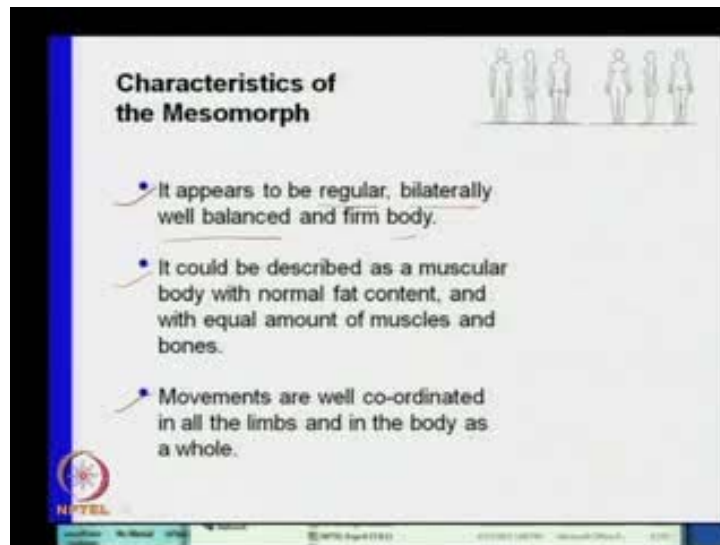 Characteristics of
the Mesomorph
It appears to be regular, bilaterally
well balanced and firm body.
It could be described as a muscular
body with normal fat content, and
with equal amount of muscles and
bones.
Movements are well co-ordinated
in all the limbs and in the body as
a whole.
NPTEL